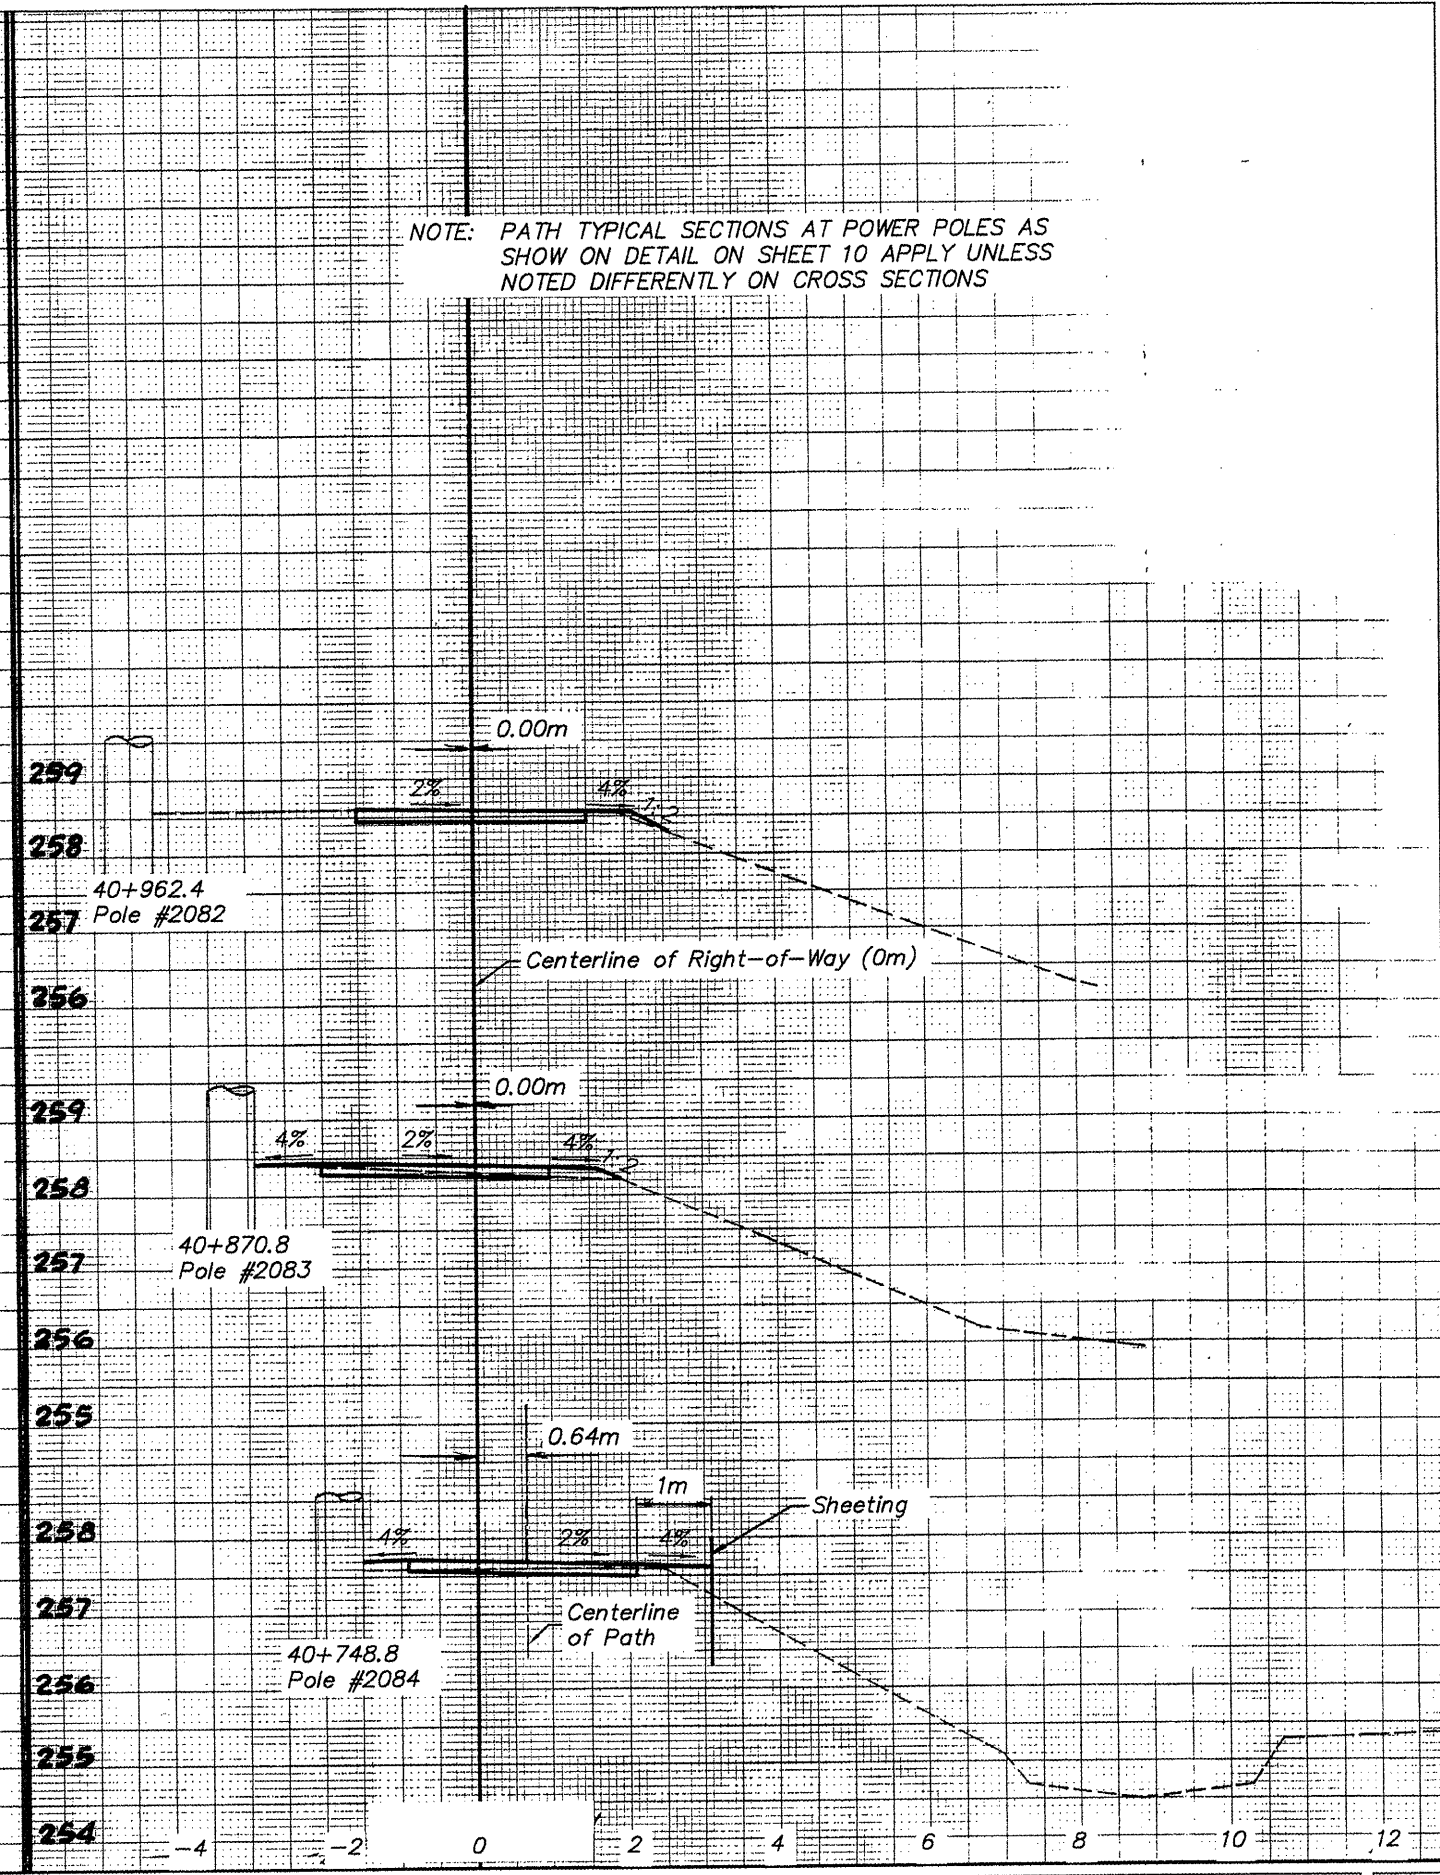 NOTE: PATH TYPICAL SECTIONS AT POWER POLES AS
SHOW ON DETAIL ON SHEET 10 APPLY UNLESS
NOTED DIFFERENTLY ON CROSS SECTIONS
0.00m
259
2%
4%
1:2
258
40+962.4
Pole #2082
257
Centerline of Right-of-Way (0m)
256
0.00m
259
4%
2%
4%
1:2
258
40+870.8
Pole #2083
257
256
255
0.64m
1m
Sheeting
258
4%
2%
4%
257
Centerline
of Path
40+748.8
Pole #2084
256
255
254
-4 -2 0 2 4 6 8 10 12